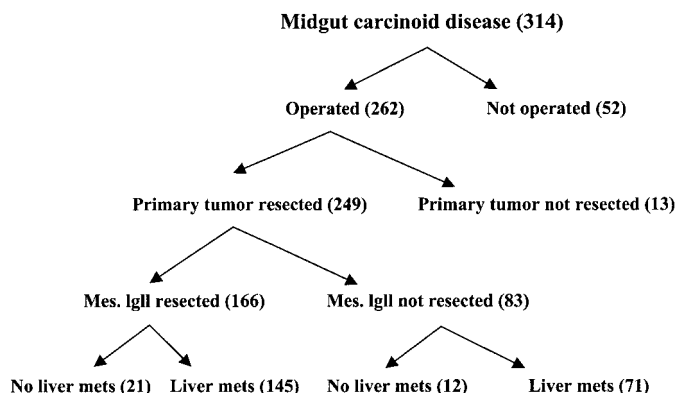 Midgut carcinoid disease (314)
Operated (262) Not operated (52)
Primary tumor resected (249) Primary tumor not resected (13)
Mes. lgll resected (166) Mes. lgll not resected (83)
No liver mets (21) Liver mets (145) No liver mets (12) Liver mets (71)